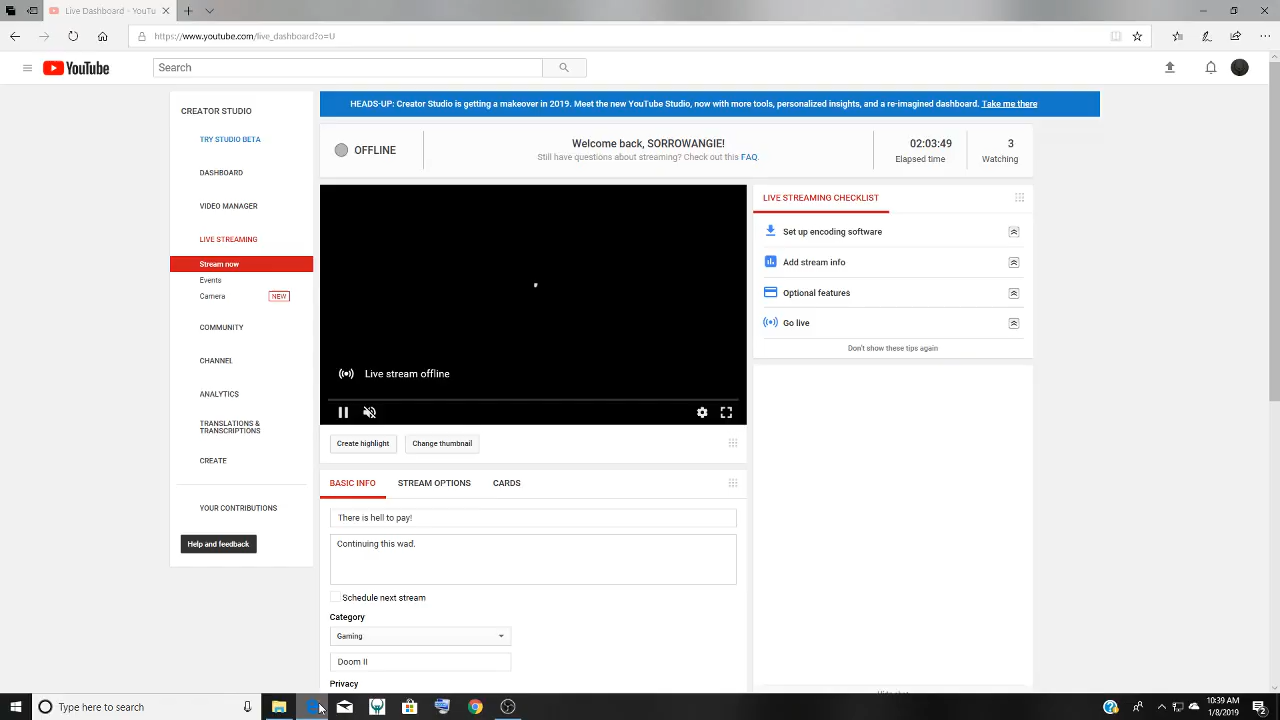 Live Dashboard - YouTu
https://www.youtube.com/live_dashboard?o=U
YouTube
Search
CREATOR STUDIO
TRY STUDIO BETA
DASHBOARD
VIDEO MANAGER
LIVE STREAMING
Stream now
Events
Camera NEW
COMMUNITY
CHANNEL
ANALYTICS
TRANSLATIONS &
TRANSCRIPTIONS
CREATE
YOUR CONTRIBUTIONS
Help and feedback
HEADS-UP: Creator Studio is getting a makeover in 2019. Meet the new YouTube Studio, now with more tools, personalized insights, and a re-imagined dashboard. Take me there
OFFLINE
Welcome back, SORROWANGIE!
Still have questions about streaming? Check out this FAQ.
02:03:49
Elapsed time
3
Watching
Live stream offline
Create highlight
Change thumbnail
BASIC INFO STREAM OPTIONS CARDS
There is hell to pay!
Continuing this wad.
Schedule next stream
Category
Gaming
Doom II
Privacy
LIVE STREAMING CHECKLIST
Set up encoding software
Add stream info
Optional features
Go live
Don't show these tips again
Hide chat
Type here to search
10:39 AM
1/8/2019